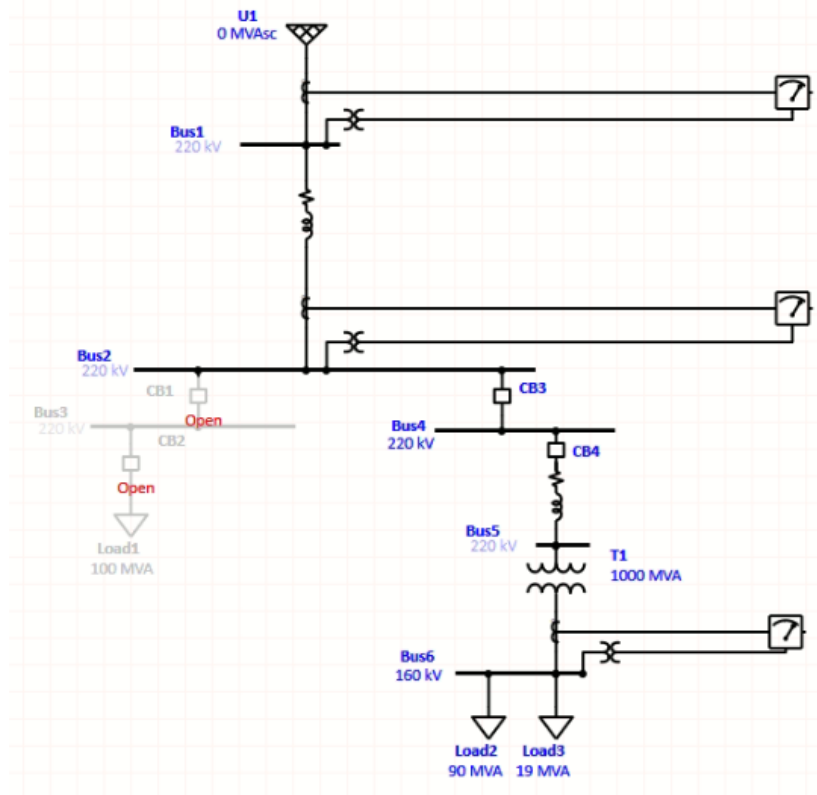 U1
0 MVAsc
Bus1
220 kV
Bus2
220 kV
CB1
CB3
Open
Bus3
220 kV
CB2
Bus4
220 kV
CB4
Open
Load1
100 MVA
Bus5
220 kV
T1
1000 MVA
Bus6
160 kV
Load2
90 MVA
Load3
19 MVA